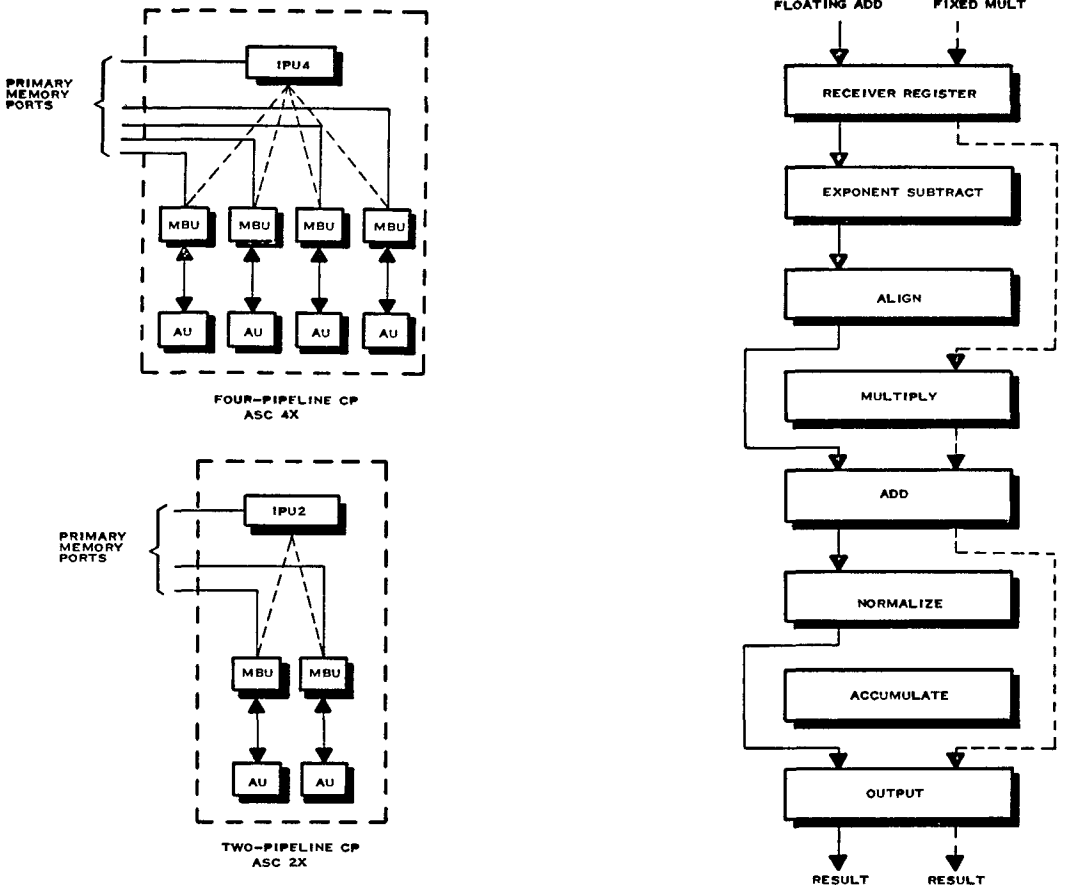 IPU4
PRIMARY
MEMORY
PORTS
MBU MBU MBU MBU
AU AU AU AU
FOUR-PIPELINE CP
ASC 4X
IPU2
PRIMARY
MEMORY
PORTS
MBU MBU
AU AU
TWO-PIPELINE CP
ASC 2X
FLOATING ADD FIXED MULT
RECEIVER REGISTER
EXPONENT SUBTRACT
ALIGN
MULTIPLY
ADD
NORMALIZE
ACCUMULATE
OUTPUT
RESULT RESULT